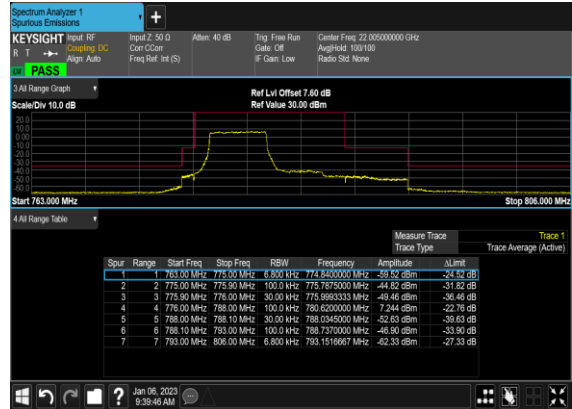 Spectrum Analyzer 1
Spurious Emissions
KEYSIGHT Input: RF Input Z: 50 Ω Atten: 40 dB Trig: Free Run Center Freq: 22.005000000 GHz
R T Coupling: DC Corr CCorr Gate: Off Avg|Hold: 100/100
Align: Auto Freq Ref: Int (S) IF Gain: Low Radio Std: None
PASS
3 All Range Graph
Ref Lvl Offset 7.60 dB
Scale/Div 10.0 dB Ref Value 30.00 dBm
20.0
10.0
0.00
-10.0
-20.0
-30.0
-40.0
-50.0
-60.0
Start 763.000 MHz Stop 806.000 MHz
4 All Range Table
Measure Trace Trace 1
Trace Type Trace Average (Active)
Spur Range Start Freq Stop Freq RBW Frequency Amplitude ΔLimit
1 1 763.00 MHz 775.00 MHz 6.800 kHz 774.8400000 MHz -59.52 dBm -24.52 dB
2 2 775.00 MHz 775.90 MHz 100.0 kHz 775.7875000 MHz -44.82 dBm -31.82 dB
3 3 775.90 MHz 776.00 MHz 30.00 kHz 775.9993333 MHz -49.46 dBm -36.46 dB
4 4 776.00 MHz 788.00 MHz 100.0 kHz 780.6200000 MHz 7.244 dBm -22.76 dB
5 5 788.00 MHz 788.10 MHz 30.00 kHz 788.0345000 MHz -52.63 dBm -39.63 dB
6 6 788.10 MHz 793.00 MHz 100.0 kHz 788.7370000 MHz -46.90 dBm -33.90 dB
7 7 793.00 MHz 806.00 MHz 6.800 kHz 793.1516667 MHz -62.33 dBm -27.33 dB
? Jan 06, 2023
9:39:46 AM